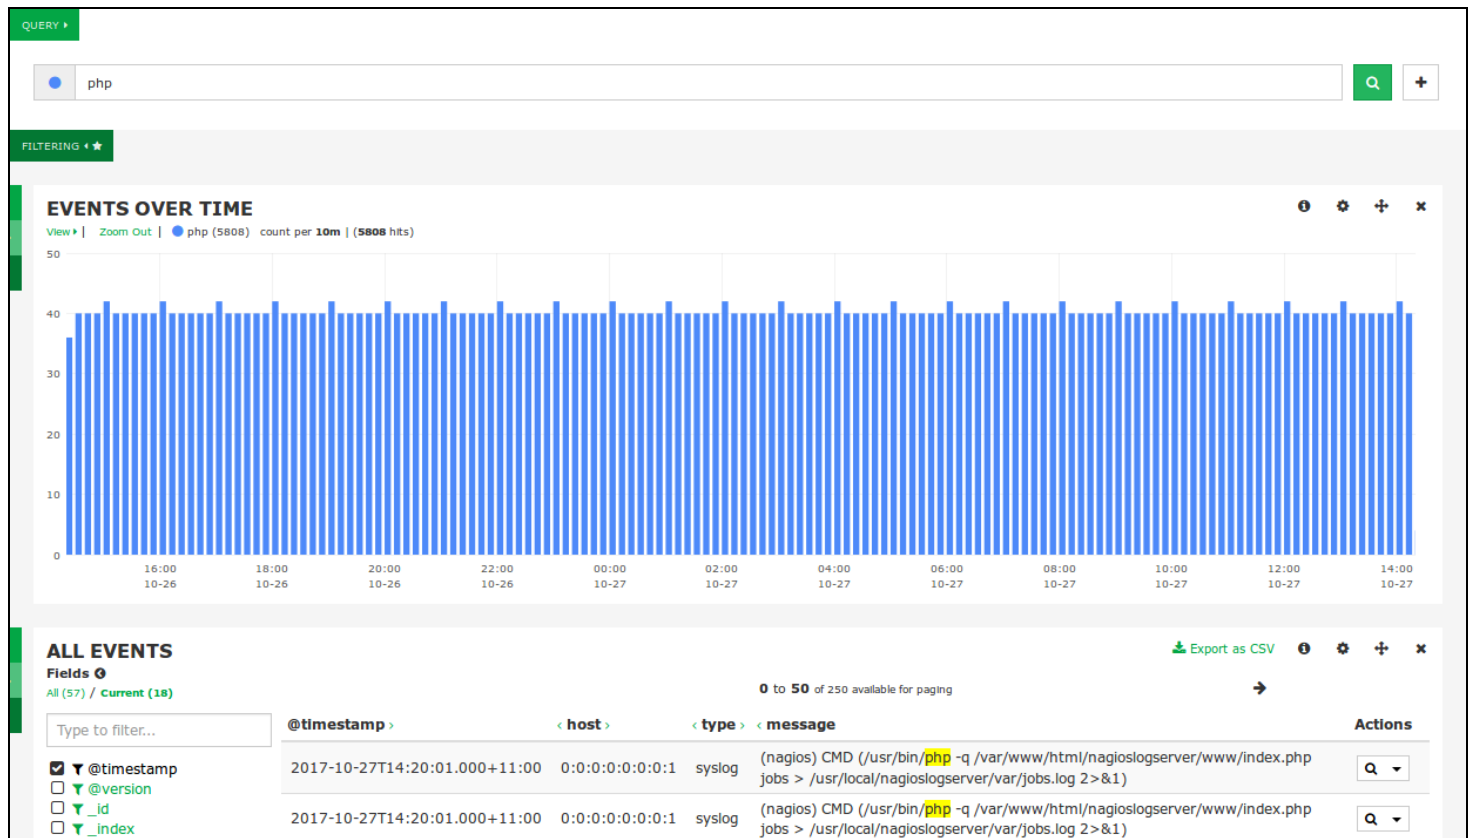 QUERY
php
FILTERING
EVENTS OVER TIME
View | Zoom Out | php (5808) count per 10m | (5808 hits)
50
40
30
20
10
0
16:00 18:00 20:00 22:00 00:00 02:00 04:00 06:00 08:00 10:00 12:00 14:00
10-26 10-26 10-26 10-26 10-27 10-27 10-27 10-27 10-27 10-27 10-27 10-27
ALL EVENTS
Export as CSV
Fields
All (57) / Current (18)
0 to 50 of 250 available for paging
Type to filter...
@timestamp > < host > < type > < message Actions
@timestamp
@version
_id
_index
2017-10-27T14:20:01.000+11:00 0:0:0:0:0:0:0:1 syslog (nagios) CMD (/usr/bin/php -q /var/www/html/nagioslogserver/www/index.php
jobs > /usr/local/nagioslogserver/var/jobs.log 2>&1)
2017-10-27T14:20:01.000+11:00 0:0:0:0:0:0:0:1 syslog (nagios) CMD (/usr/bin/php -q /var/www/html/nagioslogserver/www/index.php
jobs > /usr/local/nagioslogserver/var/jobs.log 2>&1)